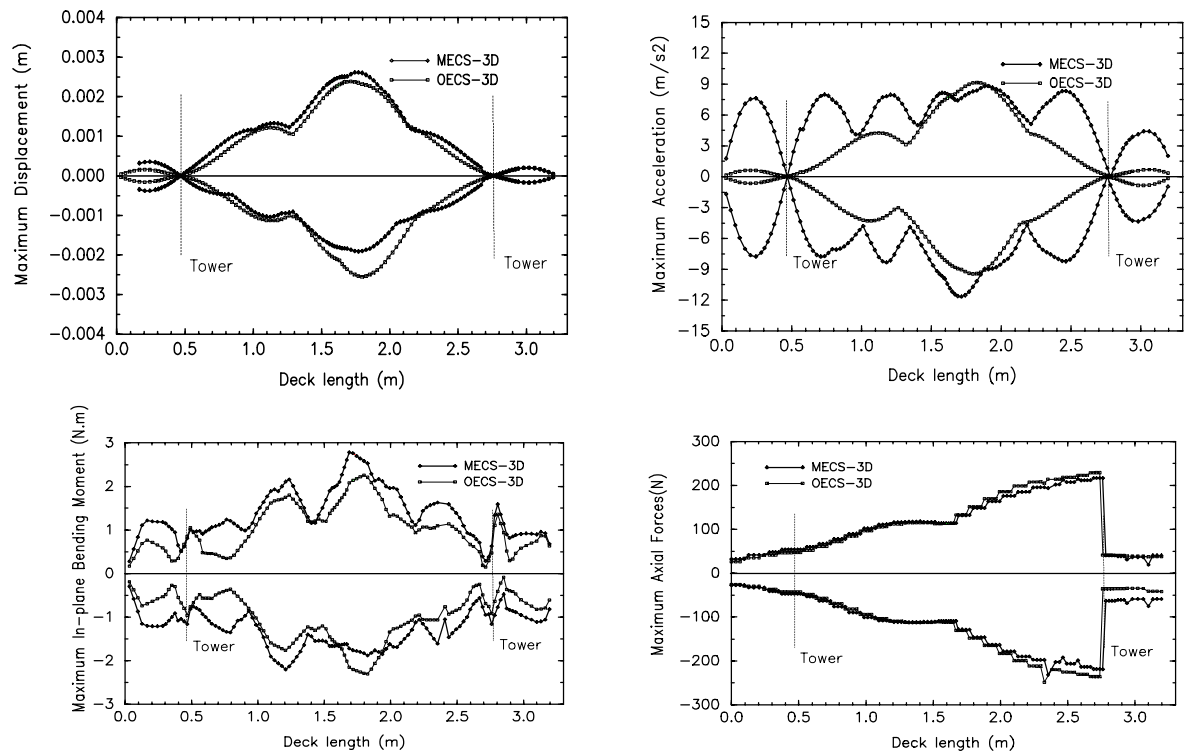 Maximum Displacement (m)
0.004
0.003
0.002
0.001
0.000
−0.001
−0.002
−0.003
−0.004
MECS−3D
OECS−3D
Tower
Tower
0.0 0.5 1.0 1.5 2.0 2.5 3.0
Deck length (m)
Maximum Acceleration (m/s2)
15
12
9
6
3
0
−3
−6
−9
−12
−15
MECS−3D
OECS−3D
Tower
Tower
0.0 0.5 1.0 1.5 2.0 2.5 3.0
Deck length (m)
Maximum In−plane Bending Moment (N.m)
3
2
1
0
−1
−2
−3
MECS−3D
OECS−3D
Tower
Tower
0.0 0.5 1.0 1.5 2.0 2.5 3.0
Deck length (m)
Maximum Axial Forces(N)
300
200
100
0
−100
−200
−300
MECS−3D
OECS−3D
Tower
Tower
0.0 0.5 1.0 1.5 2.0 2.5 3.0
Deck length (m)